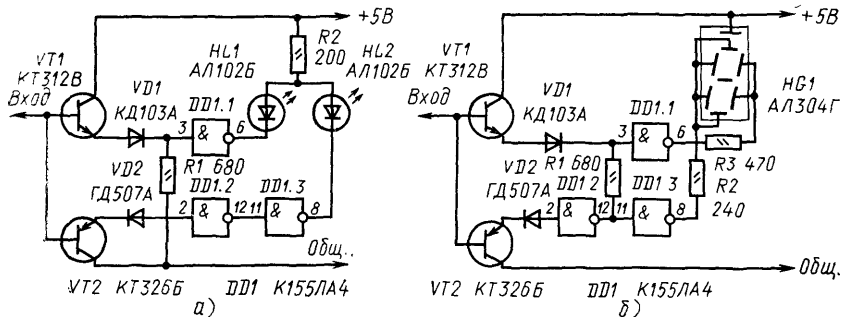 +5В
VT1
КТ312В
Вход
VD1
КД103А
HL1
АЛ102Б
R2
200
HL2
АЛ102Б
DD1.1
3 & 6
R1 680
VD2
ГД507А
DD1.2
DD1.3
2 & 12 11 & 8
Общ.
VT2 КТ326Б DD1 К155ЛА4
а)
+5В
VT1
КТ312В
Вход
VD1
КД103А
DD1.1
3 & 6
HG1
АЛ304Г
R3 470
R2
240
VD2
ГД507А
R1 680
DD1 2
DD1 3
2 & 12 11 & 8
Общ.
VT2 КТ326Б DD1 К155ЛА4
б)